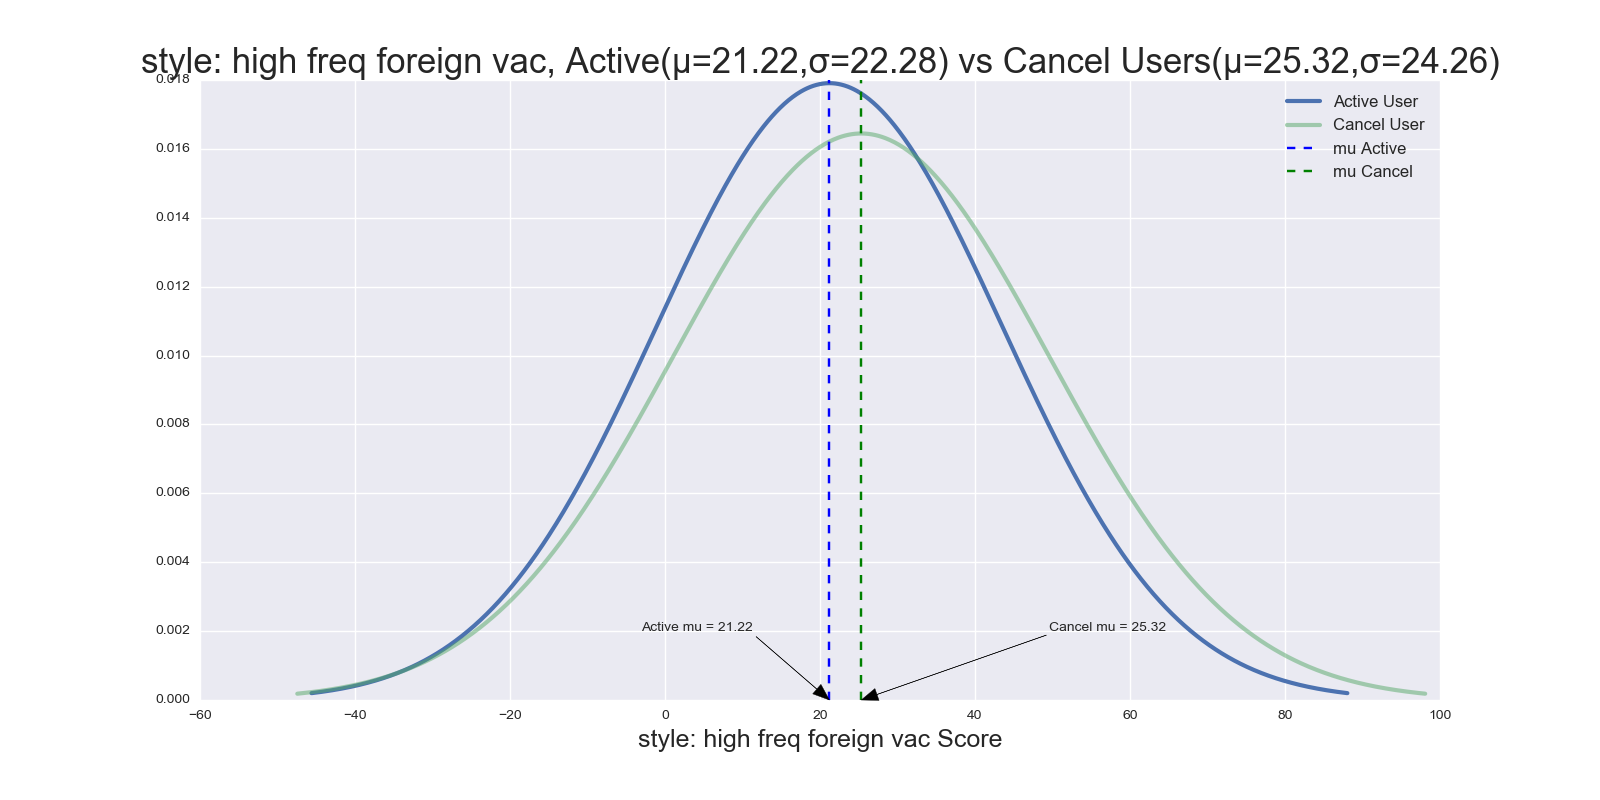 style: high freq foreign vac, Active(μ=21.22,σ=22.28) vs Cancel Users(μ=25.32,σ=24.26)
0.018
0.016
0.014
0.012
0.010
0.008
0.006
0.004
0.002
0.000
Active User
Cancel User
mu Active
mu Cancel
Active mu = 21.22
Cancel mu = 25.32
−60 −40 −20 0 20 40 60 80 100
style: high freq foreign vac Score